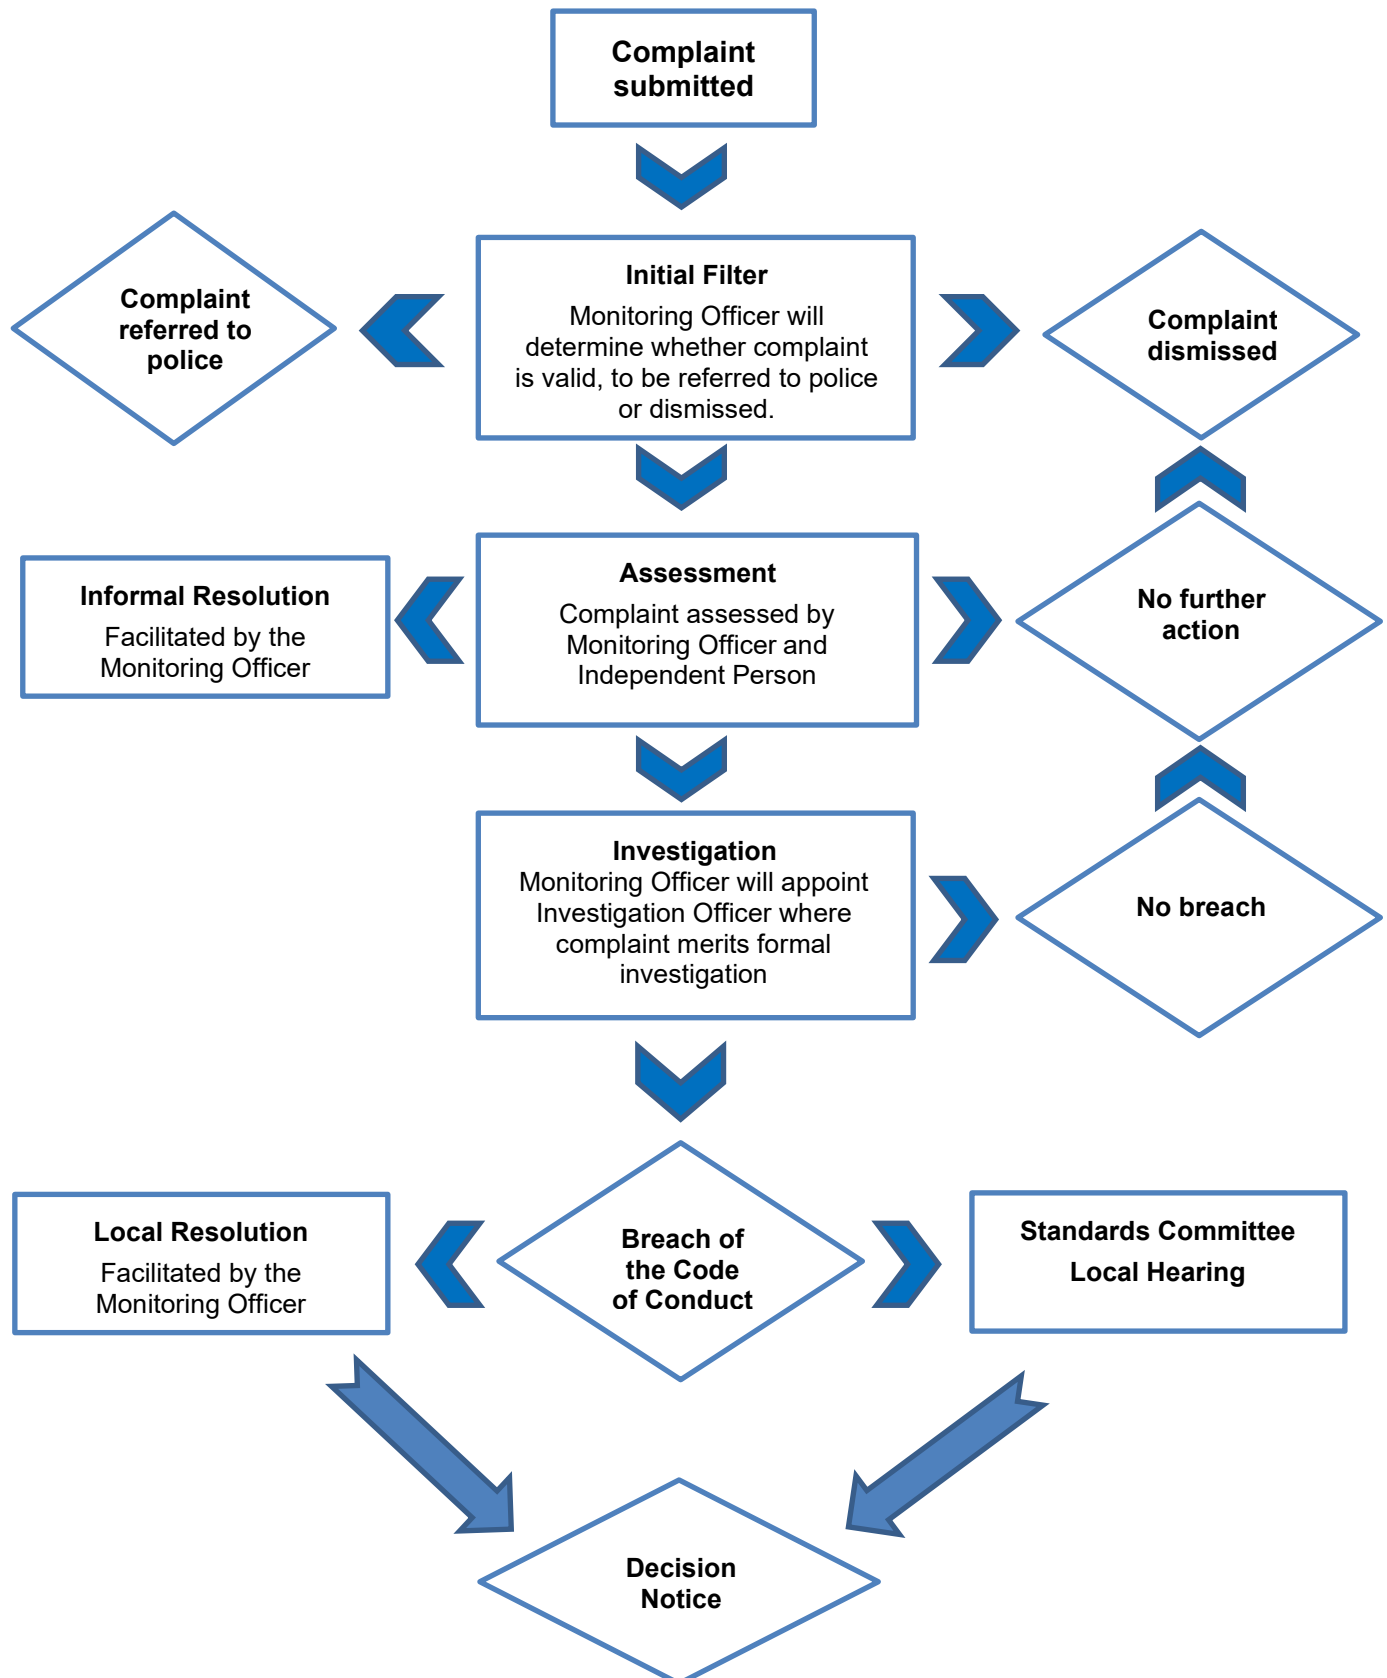 Complaint
submitted
Initial Filter
Monitoring Officer will
determine whether complaint
is valid, to be referred to police
or dismissed.
Complaint
referred to
police
Complaint
dismissed
Assessment
Complaint assessed by
Monitoring Officer and
Independent Person
Informal Resolution
Facilitated by the
Monitoring Officer
No further
action
Investigation
Monitoring Officer will appoint
Investigation Officer where
complaint merits formal
investigation
No breach
Breach of
the Code
of Conduct
Local Resolution
Facilitated by the
Monitoring Officer
Standards Committee
Local Hearing
Decision
Notice